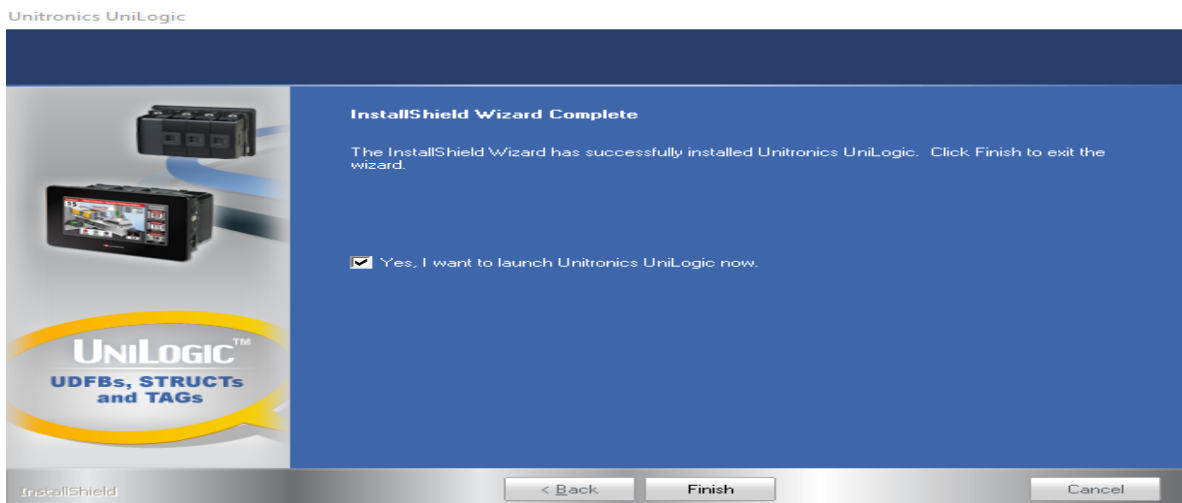 Unitronics UniLogic
InstallShield Wizard Complete
The InstallShield Wizard has successfully installed Unitronics UniLogic. Click Finish to exit the
wizard.
Yes, I want to launch Unitronics UniLogic now.
UNILOGIC™
UDFBs, STRUCTs
and TAGs
InstallShield
< Back
Finish
Cancel